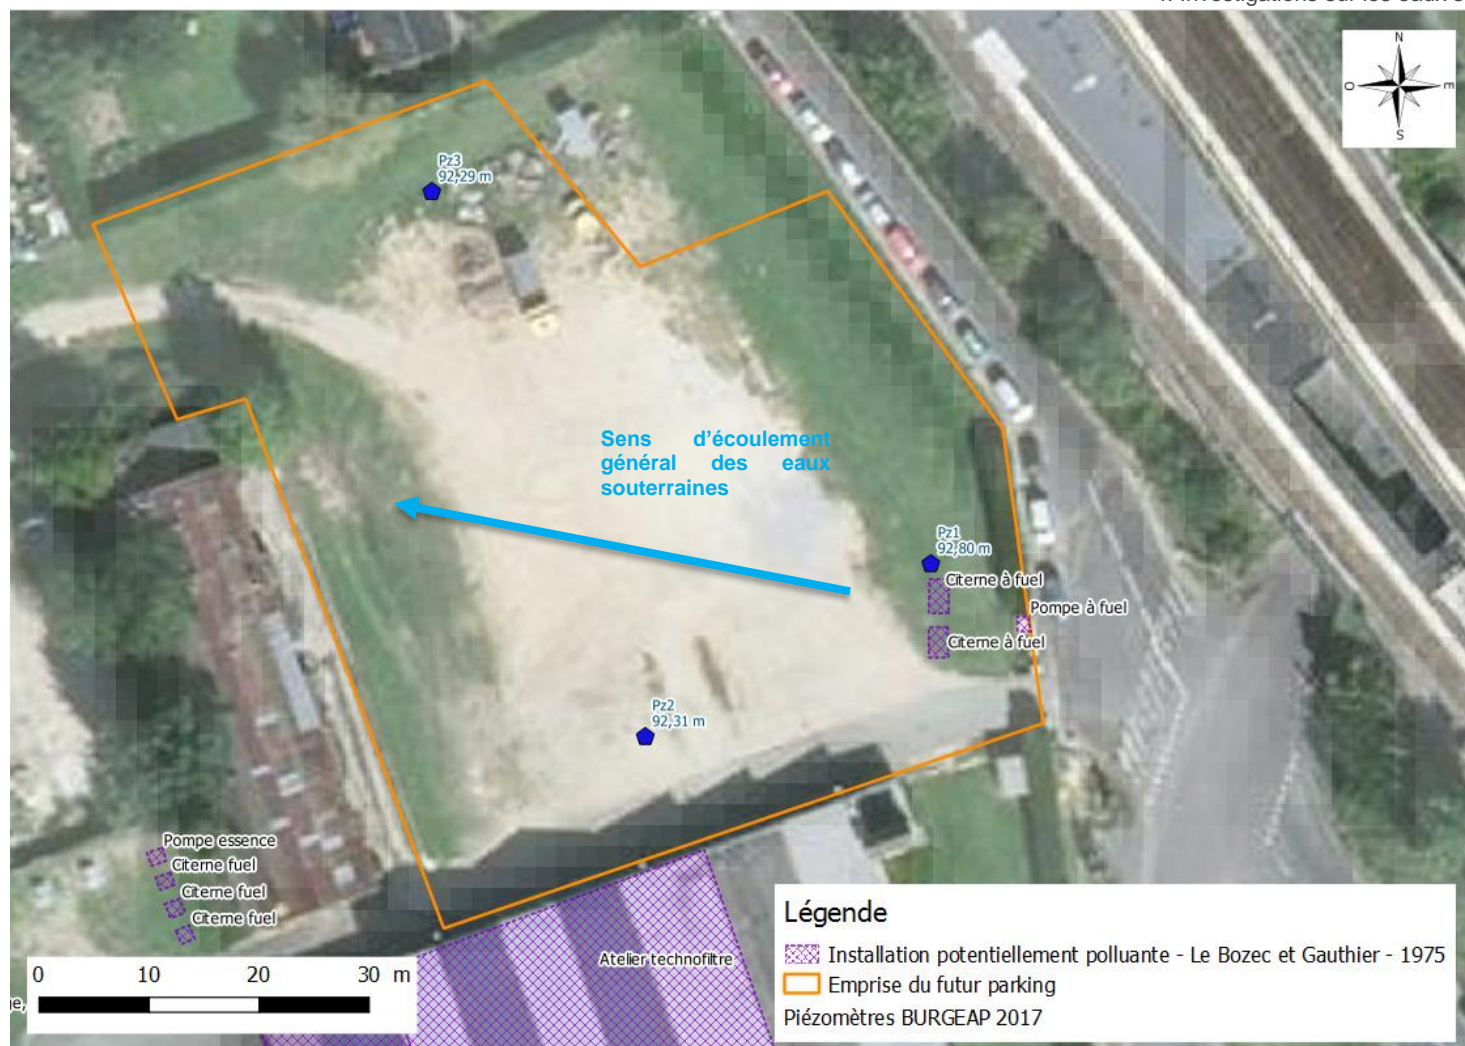 N
O
E
S
Pz3
92,29 m
Sens d'écoulement
général des eaux
souterraines
Pz1
92,80 m
Citerne à fuel
Pompe à fuel
Citerne à fuel
Pz2
92,31 m
Pompe essence
Citerne fuel
Citerne fuel
Citerne fuel
Atelier technofiltre
0 10 20 30 m
Légende
Installation potentiellement polluante - Le Bozec et Gauthier - 1975
Emprise du futur parking
Piézomètres BURGEAP 2017